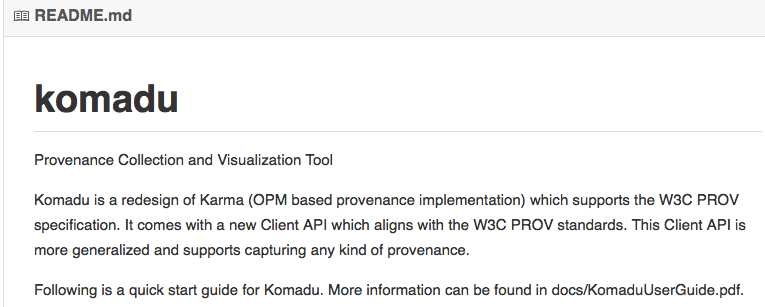 README.md
komadu
Provenance Collection and Visualization Tool
Komadu is a redesign of Karma (OPM based provenance implementation) which supports the W3C PROV
specification. It comes with a new Client API which aligns with the W3C PROV standards. This Client API is
more generalized and supports capturing any kind of provenance.
Following is a quick start guide for Komadu. More information can be found in docs/KomaduUserGuide.pdf.